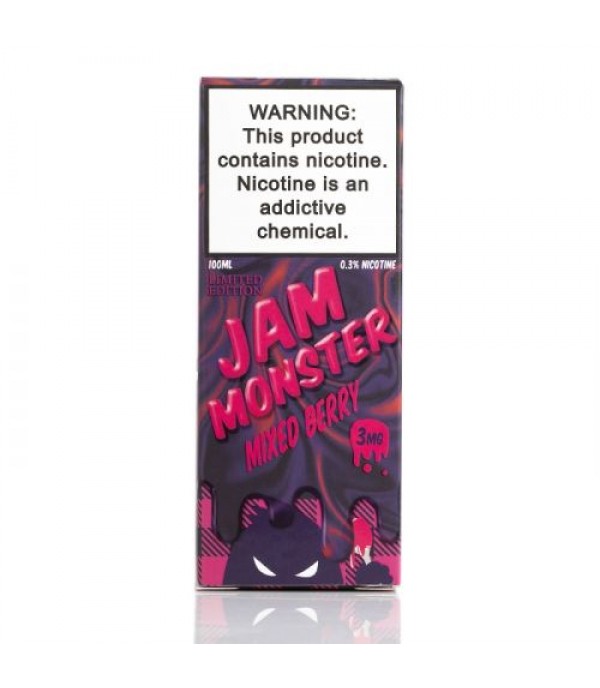 WARNING:
This product
contains nicotine.
Nicotine is an
addictive
chemical.
100ML 0.3% NICOTINE
LIMITED
EDITION
JAM
MONSTER
MIXED BERRY
3MG